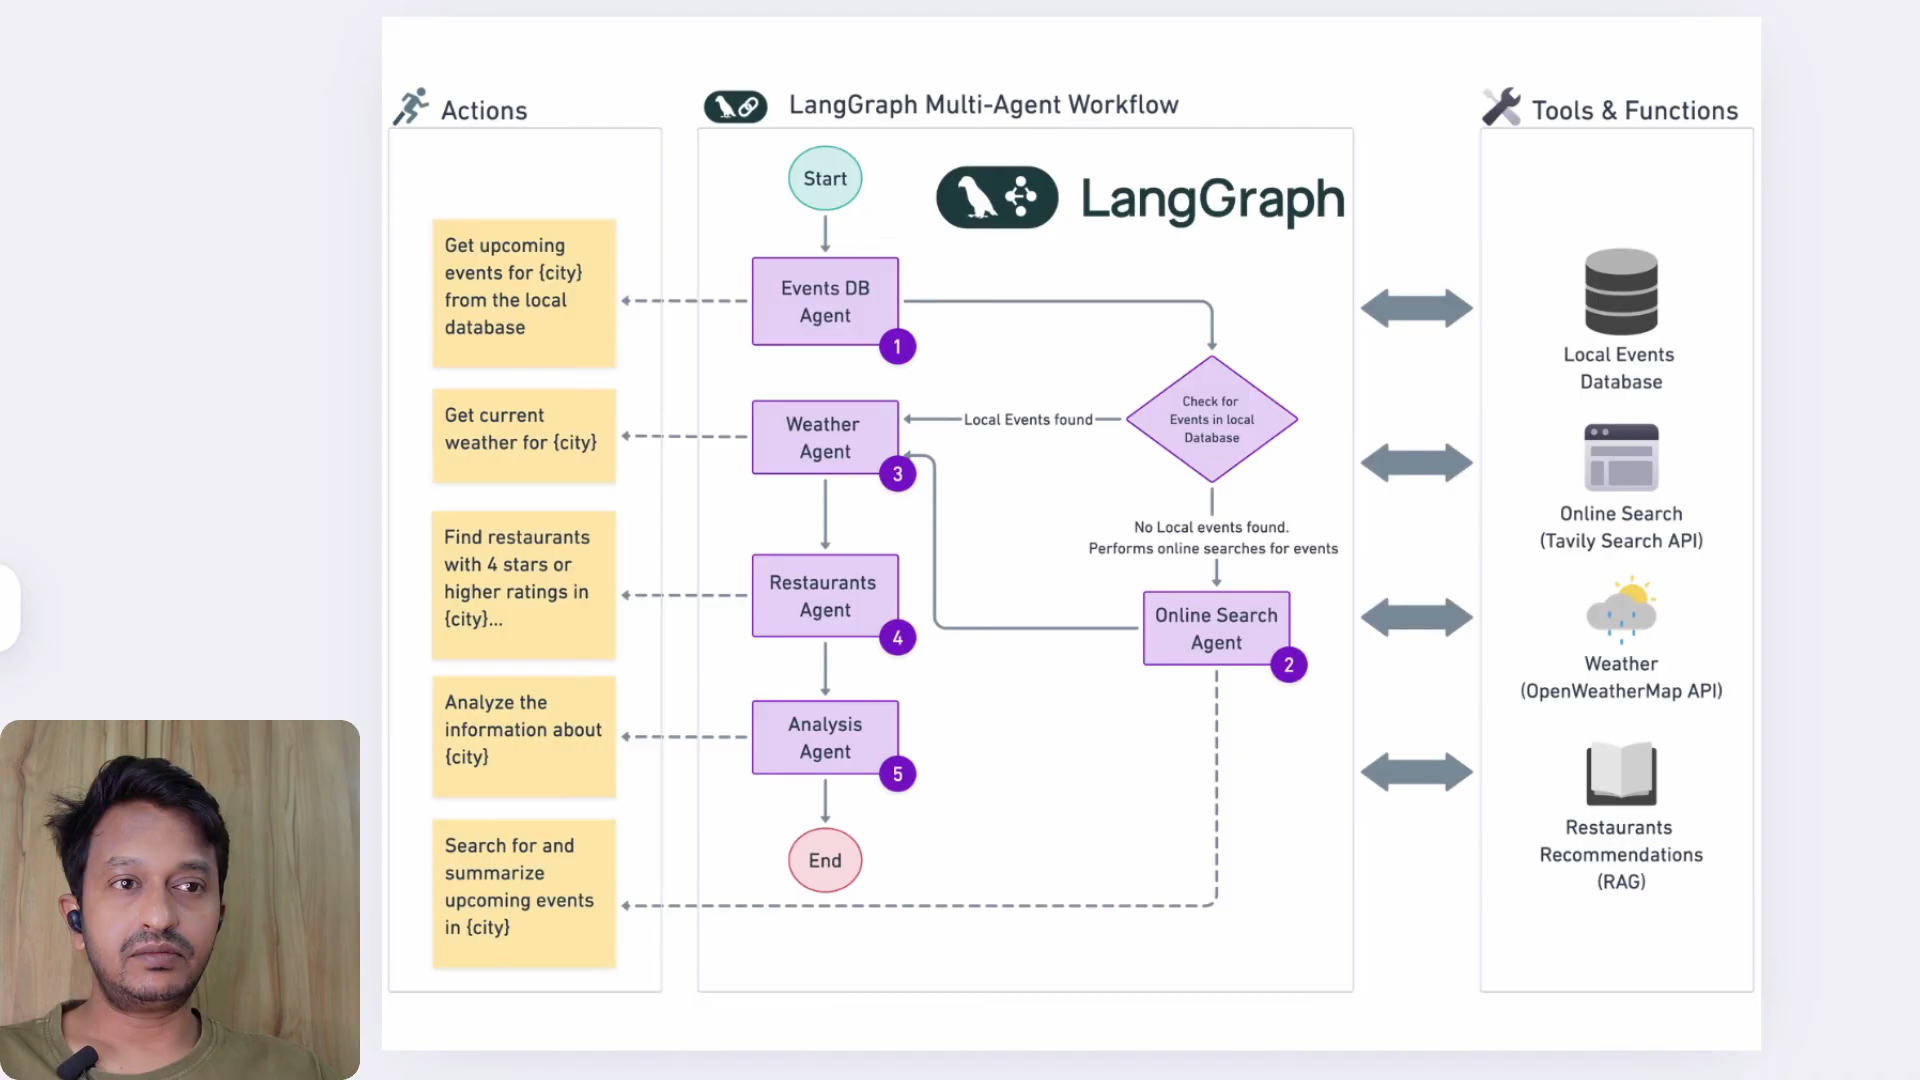 Actions
Get upcoming
events for {city}
from the local
database
Get current
weather for {city}
Find restaurants
with 4 stars or
higher ratings in
{city}...
Analyze the
information about
{city}
Search for and
summarize
upcoming events
in {city}
LangGraph Multi-Agent Workflow
LangGraph
Start
Events DB
Agent
1
Check for
Events in local
Database
Local Events found
Weather
Agent
3
No Local events found.
Performs online searches for events
Online Search
Agent
2
Restaurants
Agent
4
Analysis
Agent
5
End
Tools & Functions
Local Events
Database
Online Search
(Tavily Search API)
Weather
(OpenWeatherMap API)
Restaurants
Recommendations
(RAG)